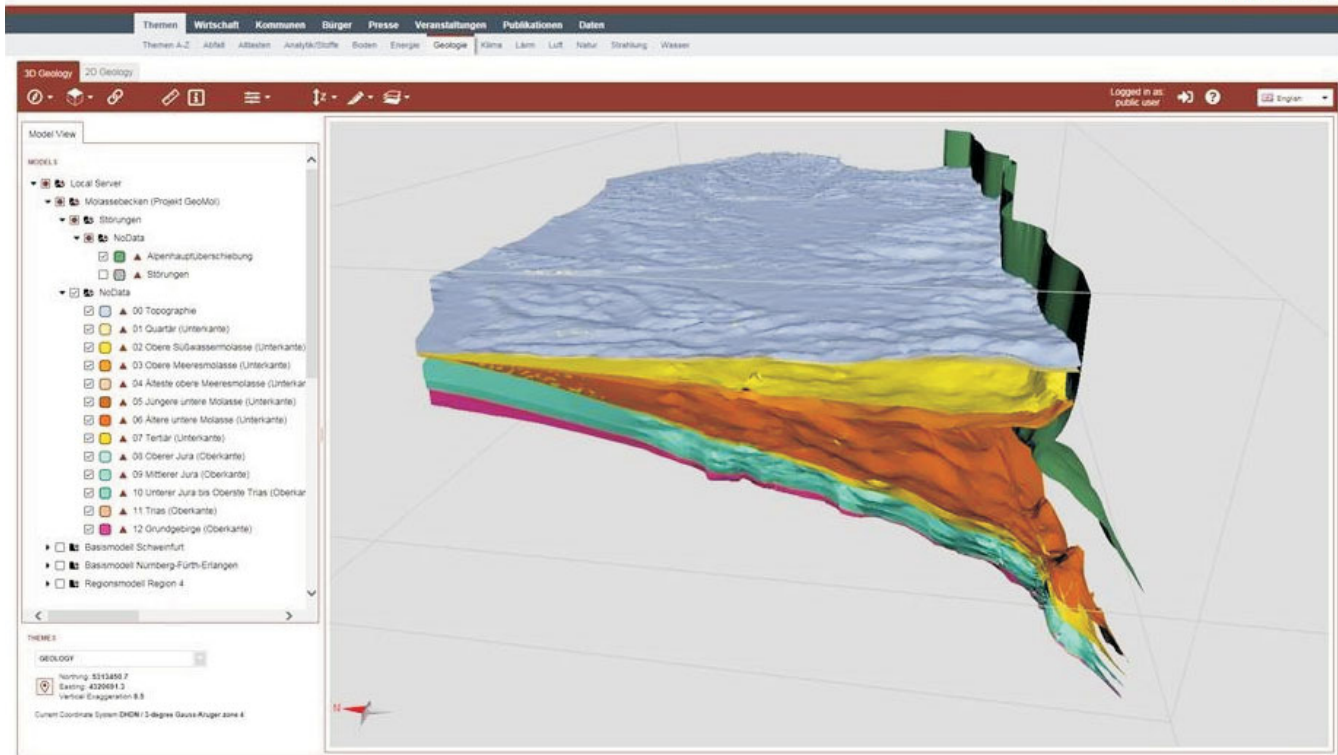 Themen Wirtschaft Kommunen Bürger Presse Veranstaltungen Publikationen Daten
Themen A-Z Abfall Altlasten Analytik/Stoffe Boden Energie Geologie Klima Lärm Luft Natur Strahlung Wasser
3D Geology 2D Geology
Logged in as:
public user
English
Model View
MODELS
Local Server
Molassebecken (Projekt GeoMol)
Störungen
NoData
Alpenhauptüberschiebung
Störungen
NoData
00 Topographie
01 Quartär (Unterkante)
02 Obere Süßwassermolasse (Unterkante)
03 Obere Meeresmolasse (Unterkante)
04 Älteste obere Meeresmolasse (Unterkar
05 Jüngere untere Molasse (Unterkante)
06 Ältere untere Molasse (Unterkante)
07 Tertiär (Unterkante)
08 Oberer Jura (Oberkante)
09 Mittlerer Jura (Oberkante)
10 Unterer Jura bis Oberste Trias (Oberkar
11 Trias (Oberkante)
12 Grundgebirge (Oberkante)
Basismodell Schweinfurt
Basismodell Nürnberg-Fürth-Erlangen
Regionsmodell Region 4
THEMES
GEOLOGY
Northing: 5313450.7
Easting: 4320691.3
Vertical Exaggeration 8.5
Current Coordinate System DHDN / 3-degree Gauss-Kruger zone 4
N